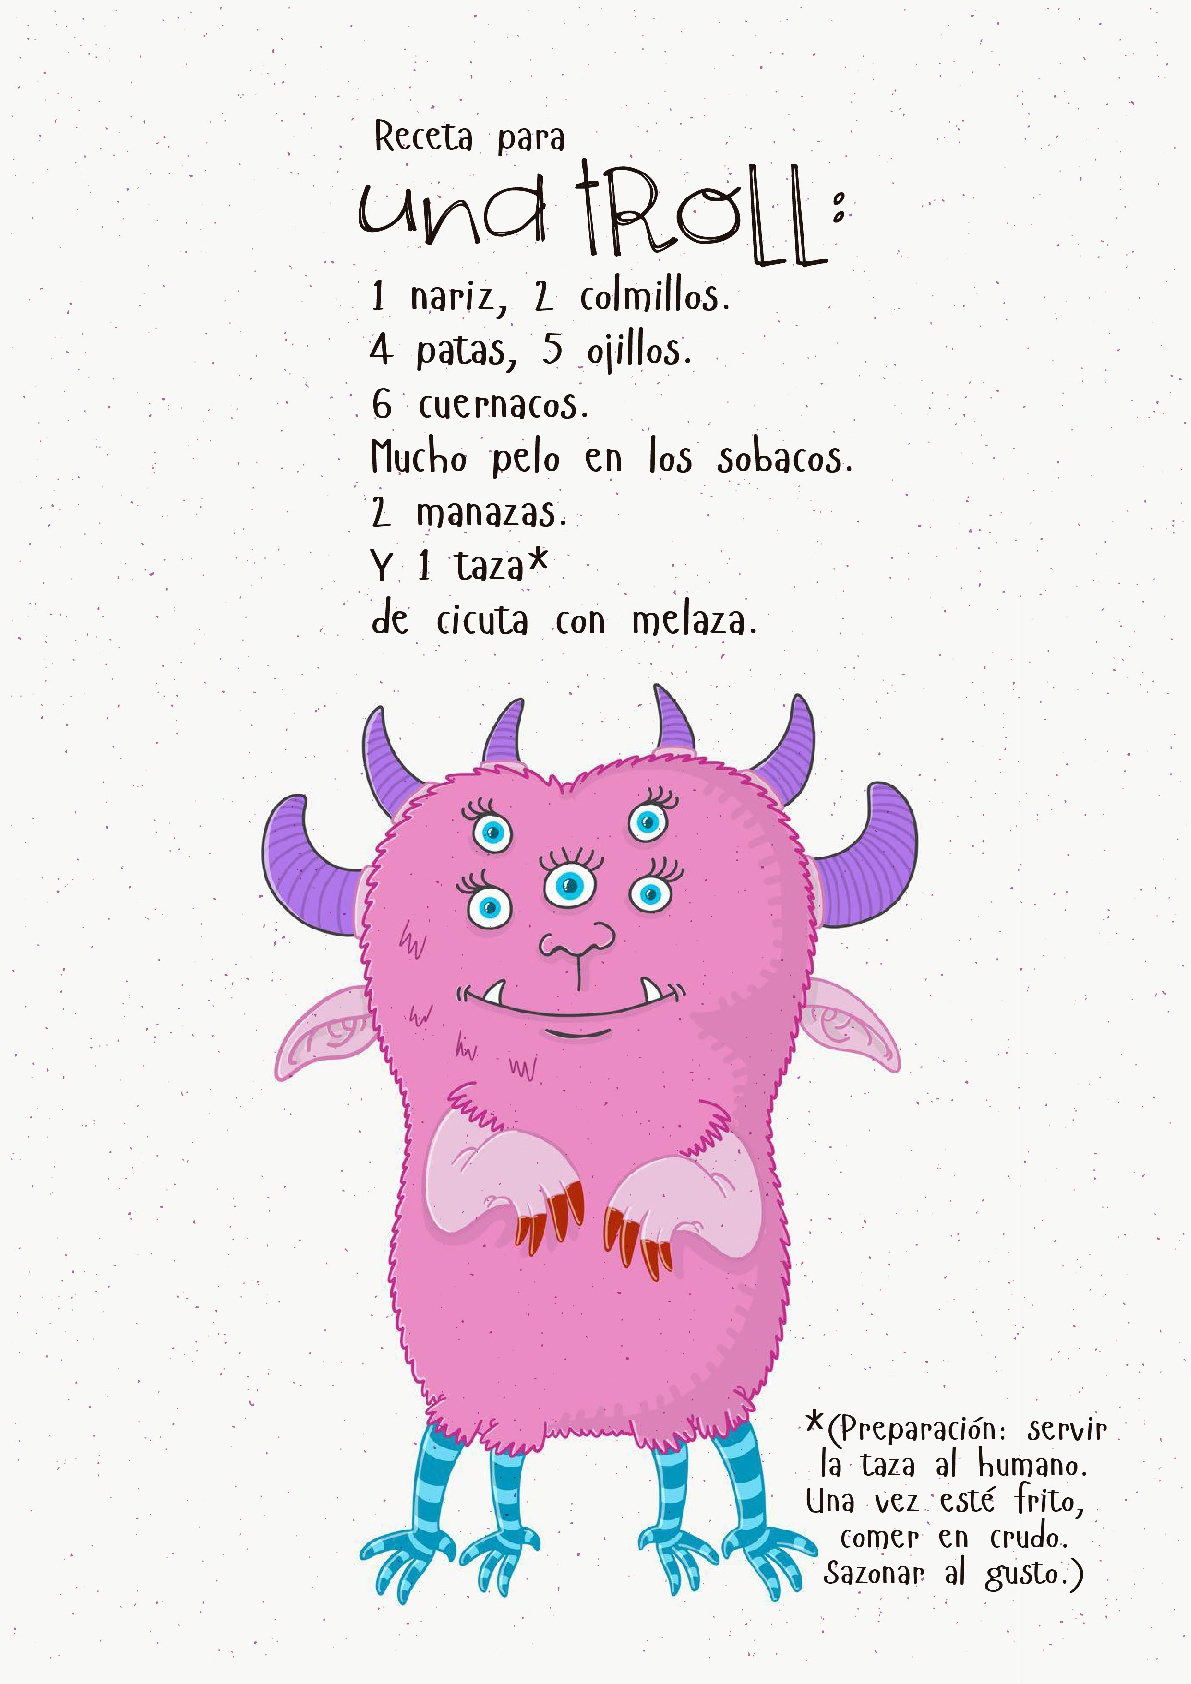 Receta para
una tRoLL:
1 nariz, 2 colmillos.
4 patas, 5 ojillos.
6 cuernacos.
Mucho pelo en los sobacos.
2 manazas.
Y 1 taza*
de cicuta con melaza.
*(Preparación: servir
la taza al humano.
Una vez esté frito,
comer en crudo.
Sazonar al gusto.)